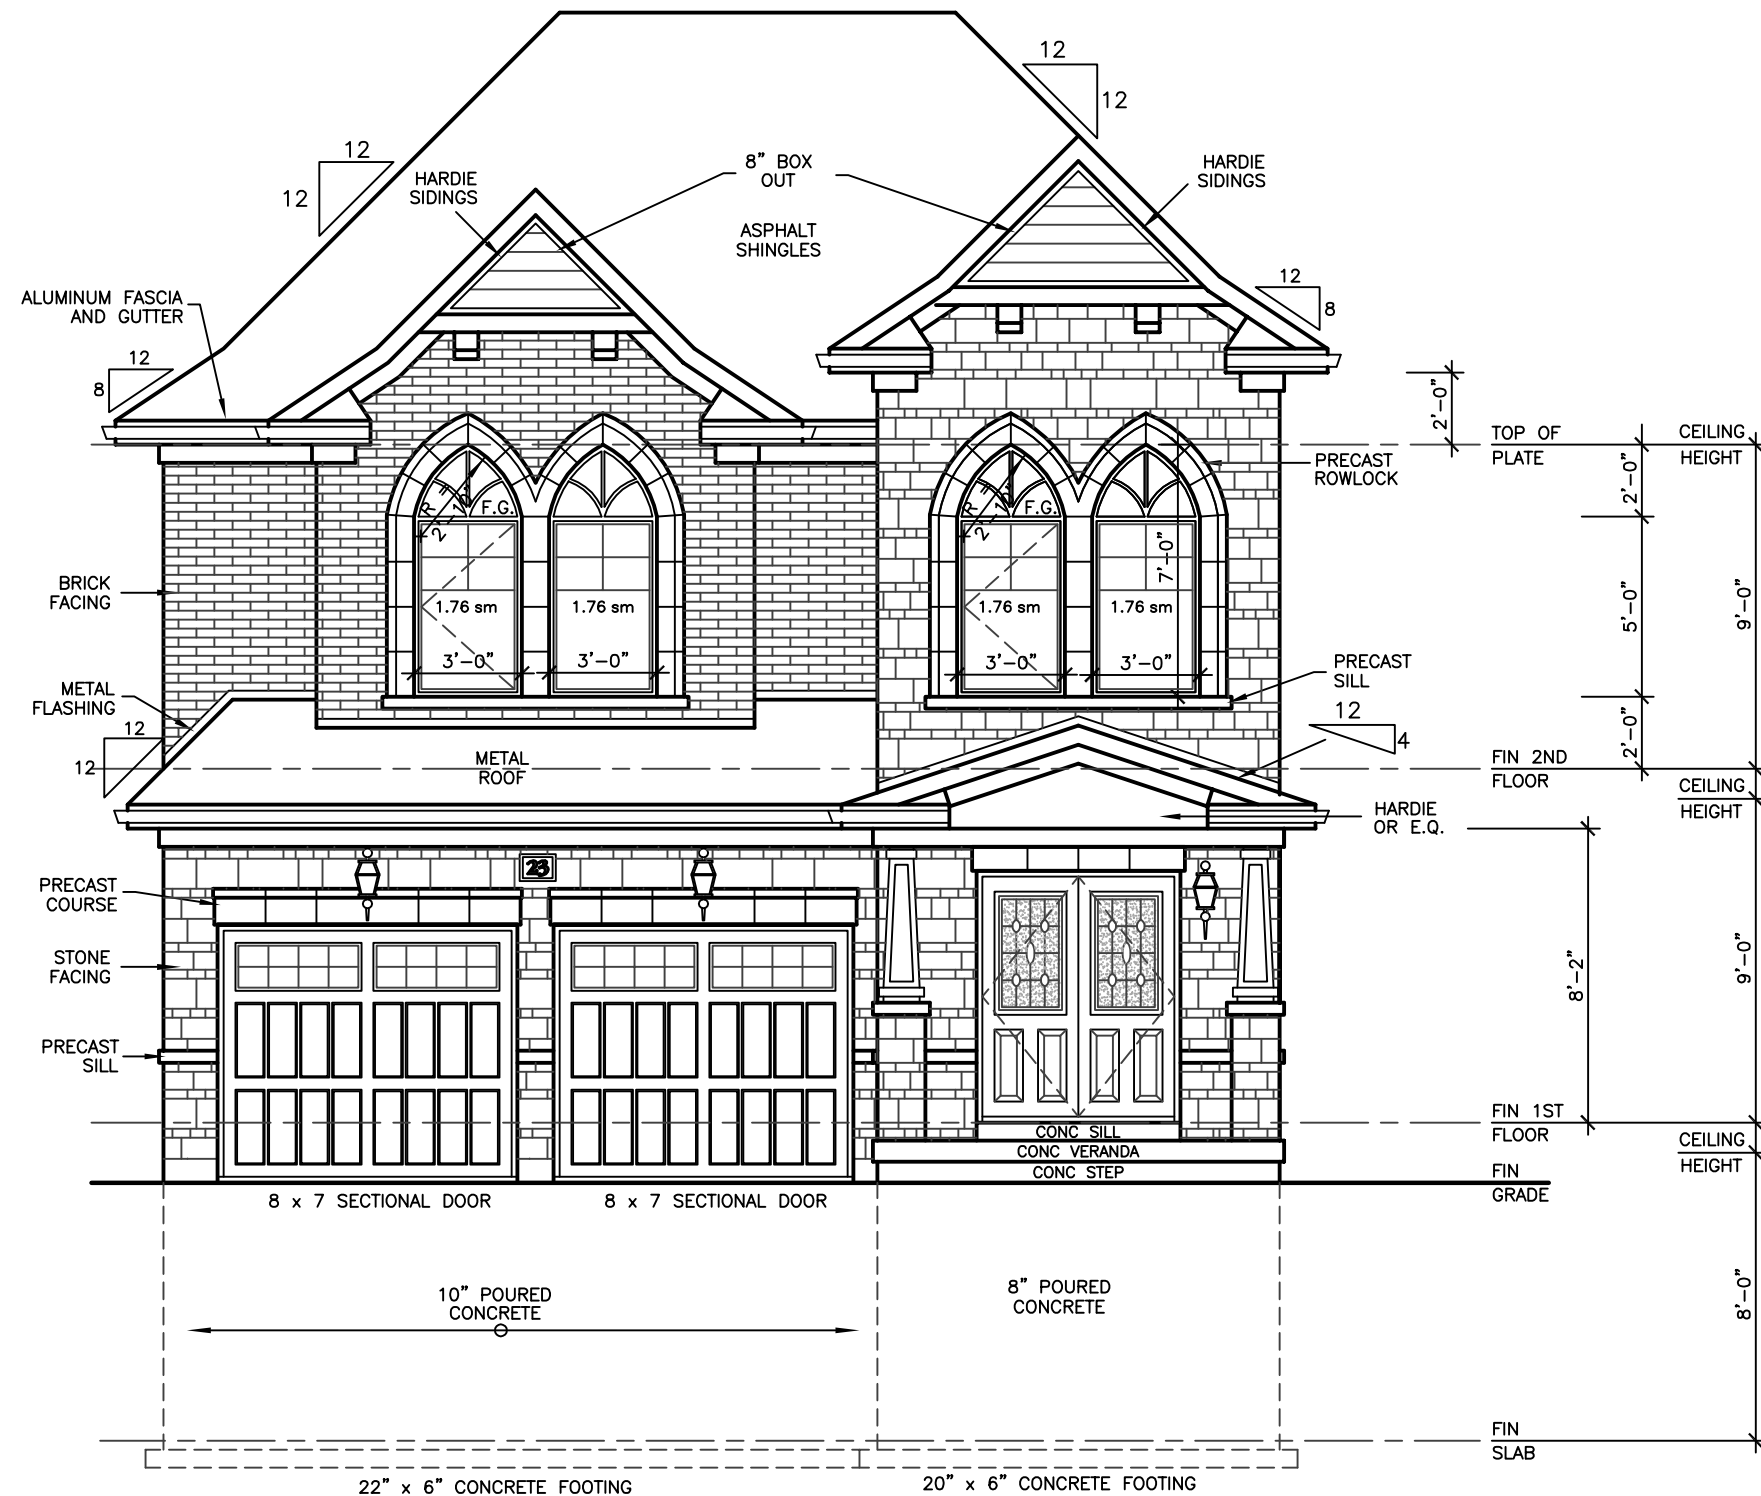 12
12
12
12
HARDIE
SIDINGS
8" BOX
OUT
HARDIE
SIDINGS
ASPHALT
SHINGLES
12
8
ALUMINUM FASCIA
AND GUTTER
12
8
2'-0"
TOP OF
PLATE
CEILING
HEIGHT
PRECAST
ROWLOCK
2'-0"
R =
2'-10"
F.G.
R =
2'-10"
F.G.
7'-0"
BRICK
FACING
1.76 sm
1.76 sm
1.76 sm
1.76 sm
5'-0"
9'-0"
3'-0"
3'-0"
3'-0"
3'-0"
PRECAST
SILL
METAL
FLASHING
12
4
12
12
2'-0"
METAL
ROOF
FIN 2ND
FLOOR
CEILING
HEIGHT
HARDIE
OR E.Q.
23
PRECAST
COURSE
STONE
FACING
8'-2"
9'-0"
PRECAST
SILL
FIN 1ST
FLOOR
CONC SILL
CONC VERANDA
CONC STEP
CEILING
HEIGHT
FIN
GRADE
8 x 7 SECTIONAL DOOR
8 x 7 SECTIONAL DOOR
10" POURED
CONCRETE
8" POURED
CONCRETE
8'-0"
FIN
SLAB
22" x 6" CONCRETE FOOTING
20" x 6" CONCRETE FOOTING